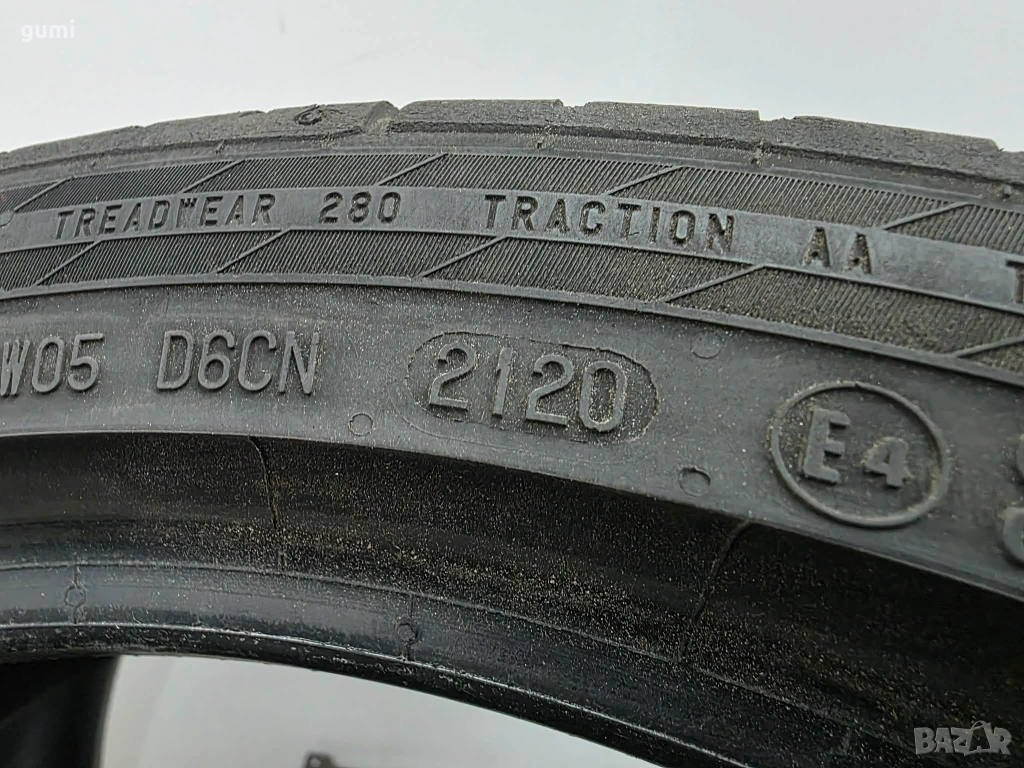 gumi
TREADWEAR 280 TRACTION AA
W05 D6CN 2120 E4
BAZAR